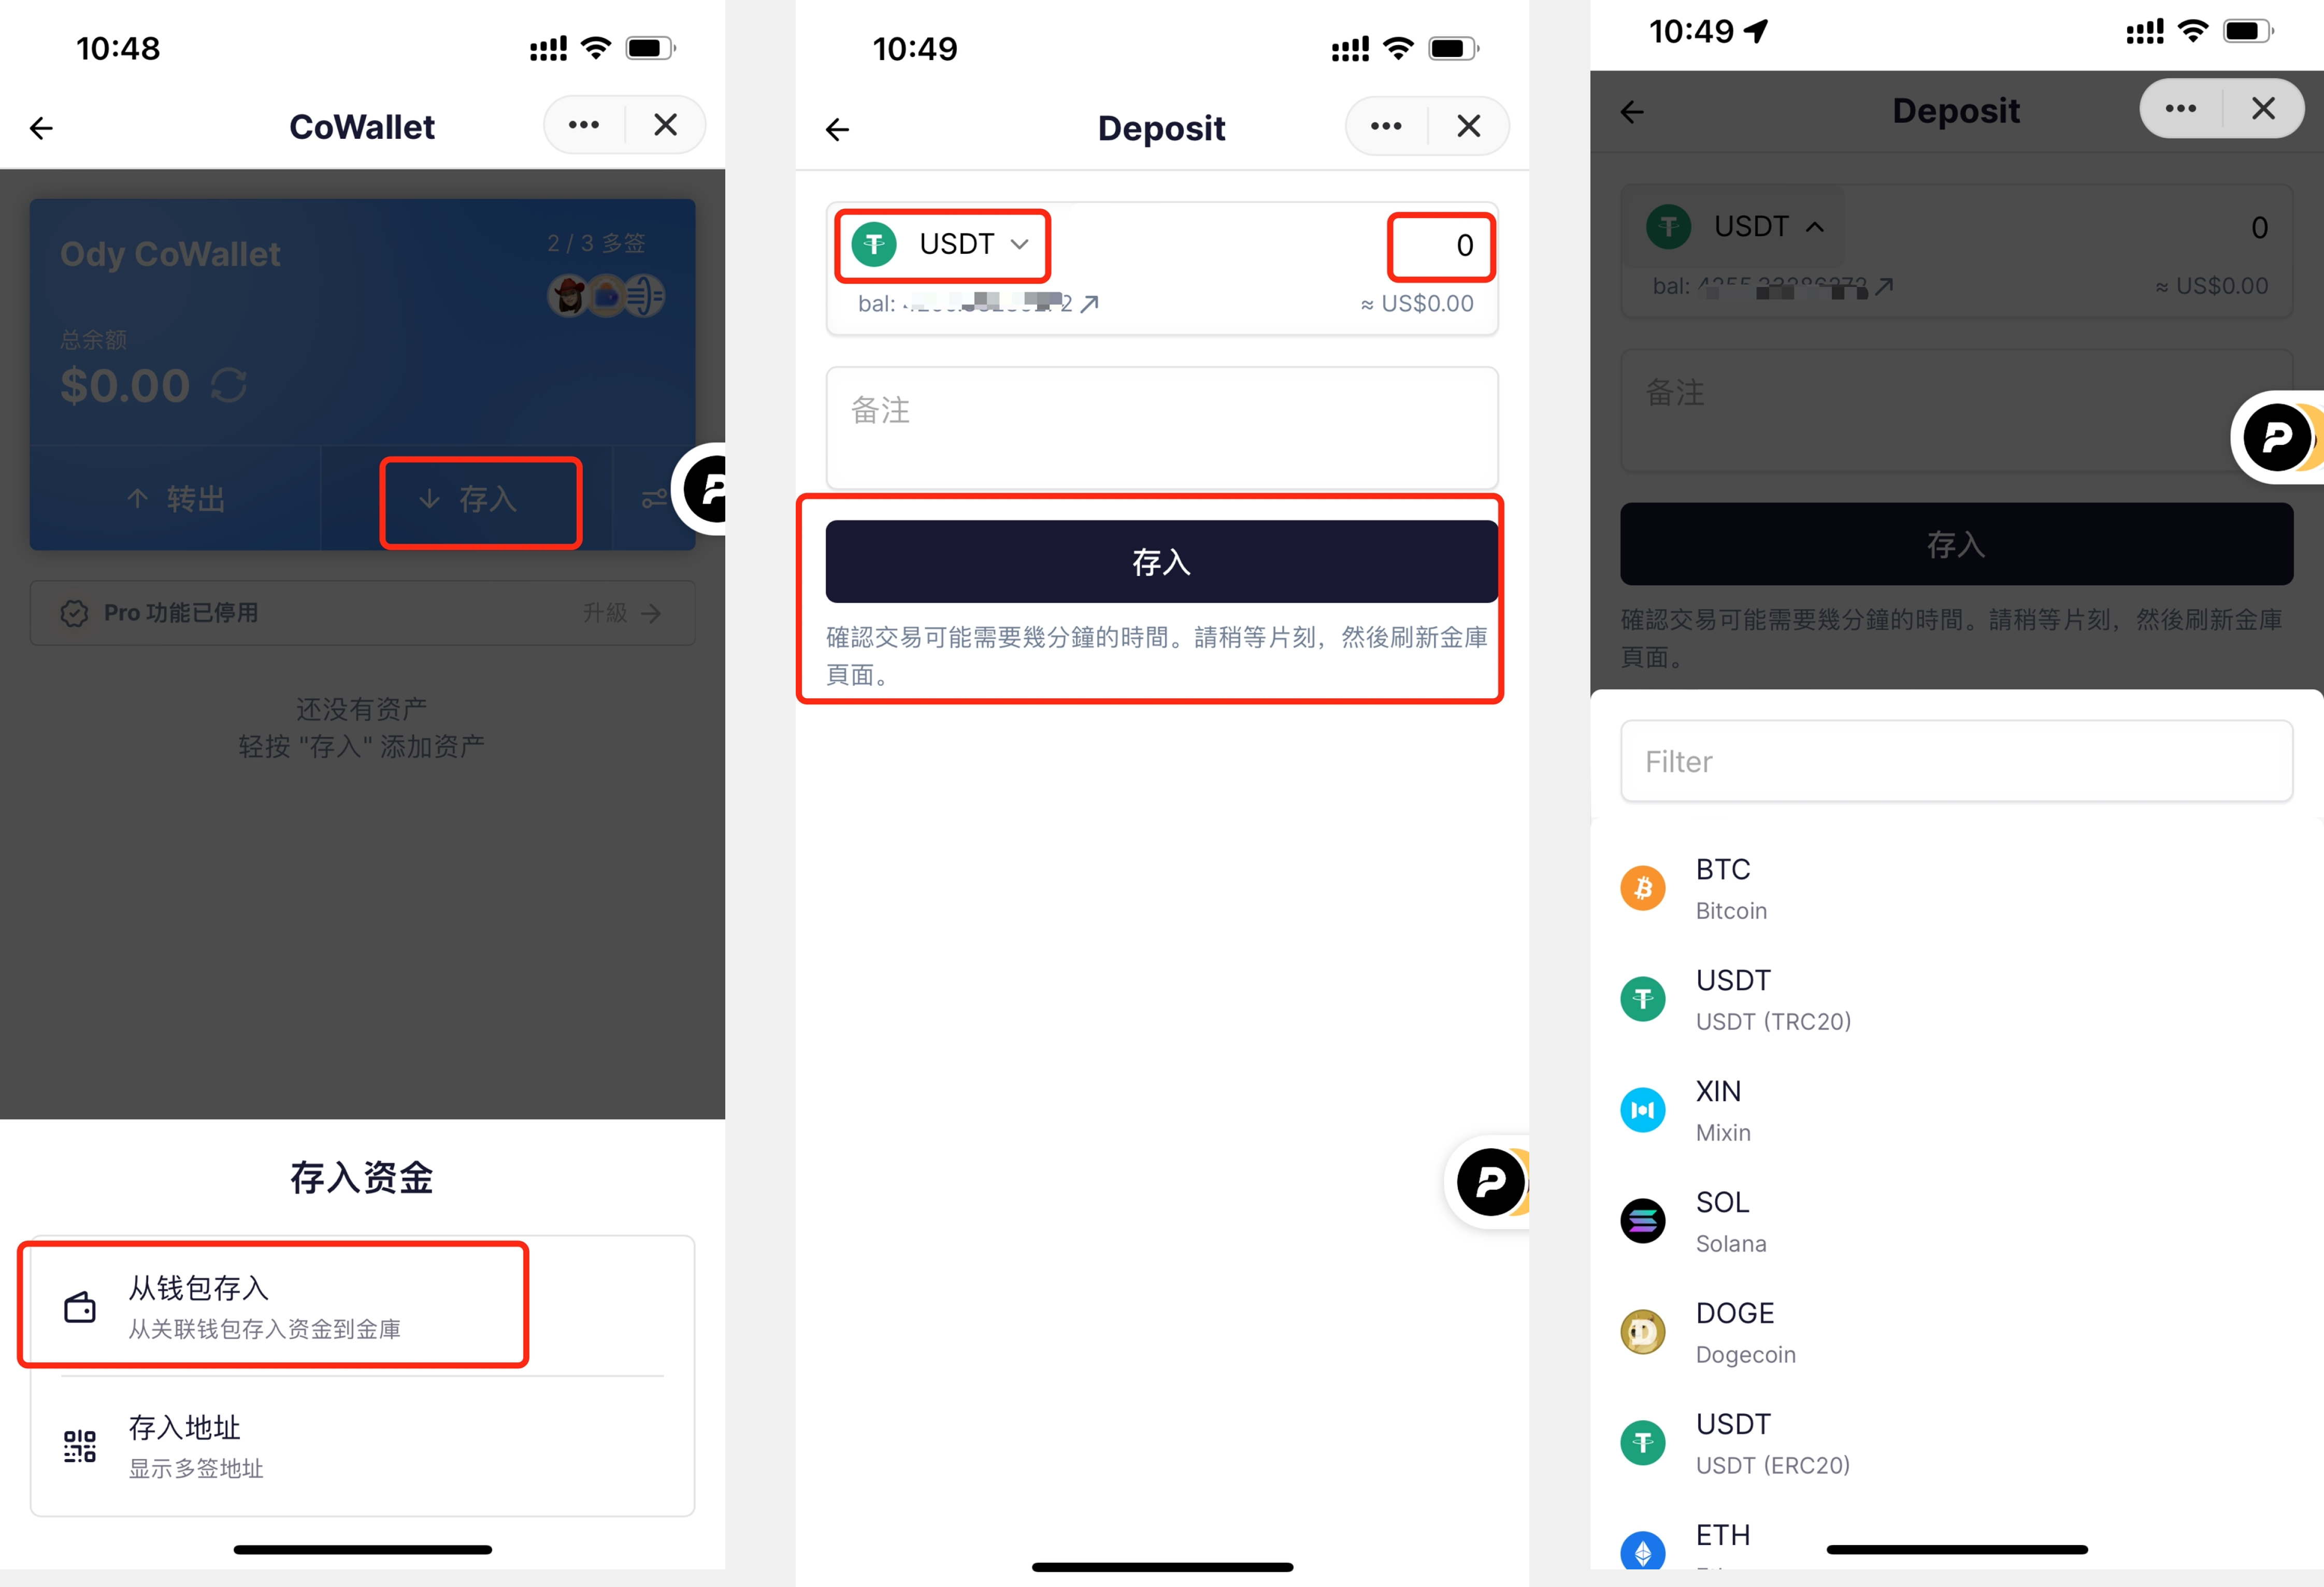 10:48
CoWallet
Ody CoWallet
2 / 3 多签
总余额
$0.00
转出
存入
Pro 功能已停用
升級
还没有资产
轻按 "存入" 添加资产
存入资金
从钱包存入
从关联钱包存入资金到金庫
存入地址
显示多签地址
10:49
Deposit
USDT
0
bal:
≈ US$0.00
备注
存入
確認交易可能需要幾分鐘的時間。請稍等片刻，然後刷新金庫
頁面。
10:49
Deposit
USDT
0
bal:
≈ US$0.00
备注
存入
確認交易可能需要幾分鐘的時間。請稍等片刻，然後刷新金庫
頁面。
Filter
BTC
Bitcoin
USDT
USDT (TRC20)
XIN
Mixin
SOL
Solana
DOGE
Dogecoin
USDT
USDT (ERC20)
ETH